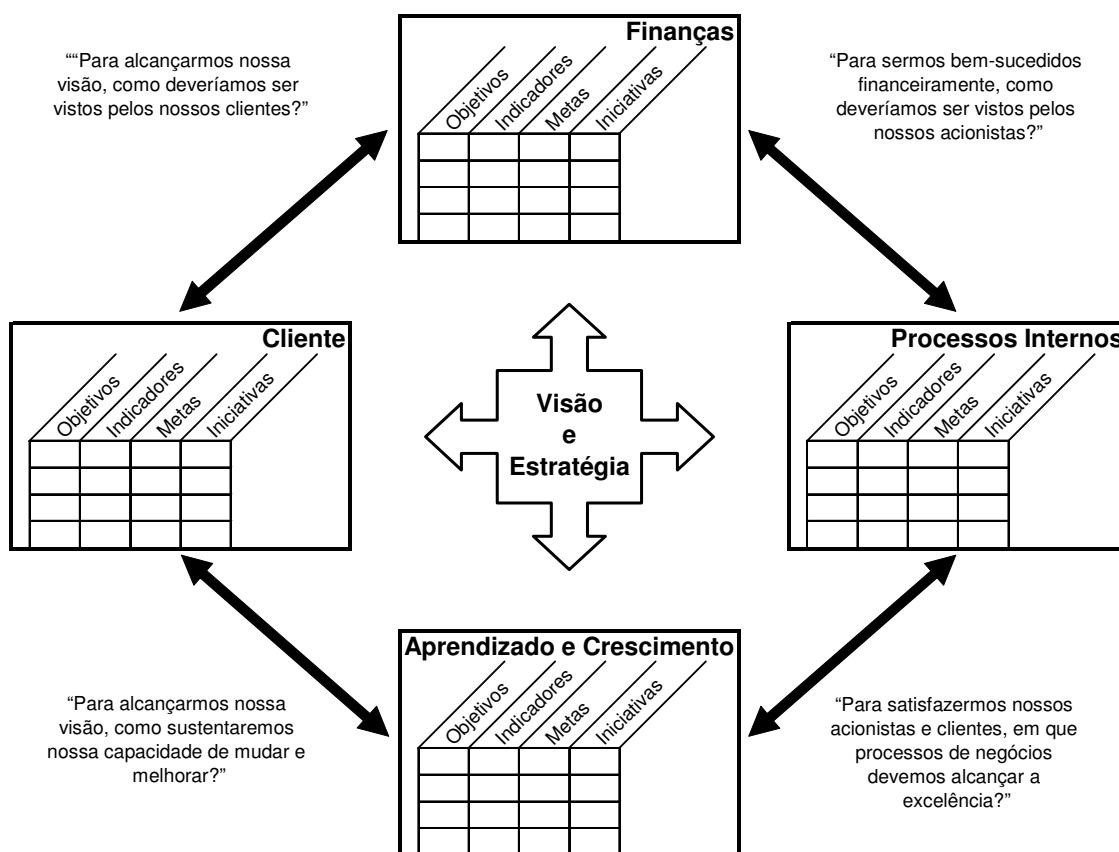 Finanças
““Para alcançarmos nossa
visão, como deveríamos ser
vistos pelos nossos clientes?”
“Para sermos bem-sucedidos
financeiramente, como
deveríamos ser vistos pelos
nossos acionistas?”
Objetivos
Indicadores
Metas
Iniciativas
Cliente
Objetivos
Indicadores
Metas
Iniciativas
Visão
e
Estratégia
Processos Internos
Objetivos
Indicadores
Metas
Iniciativas
Aprendizado e Crescimento
Objetivos
Indicadores
Metas
Iniciativas
“Para alcançarmos nossa
visão, como sustentaremos
nossa capacidade de mudar e
melhorar?”
“Para satisfazermos nossos
acionistas e clientes, em que
processos de negócios
devemos alcançar a
excelência?”